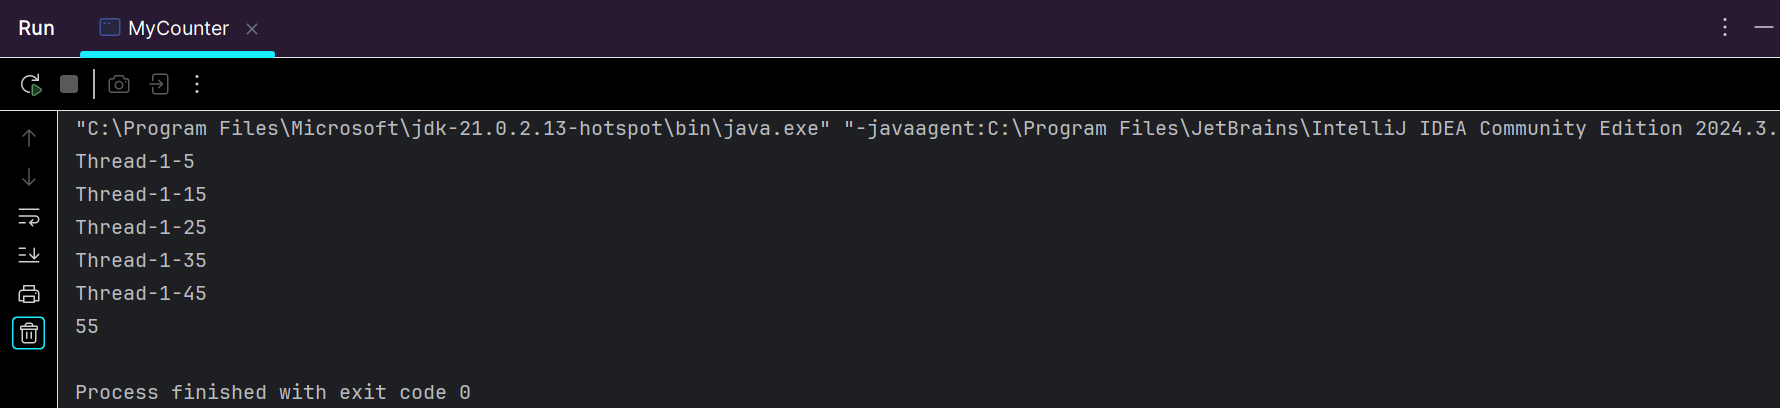 Run MyCounter
"C:\Program Files\Microsoft\jdk-21.0.2.13-hotspot\bin\java.exe" "-javaagent:C:\Program Files\JetBrains\IntelliJ IDEA Community Edition 2024.3.
Thread-1-5
Thread-1-15
Thread-1-25
Thread-1-35
Thread-1-45
55
Process finished with exit code 0